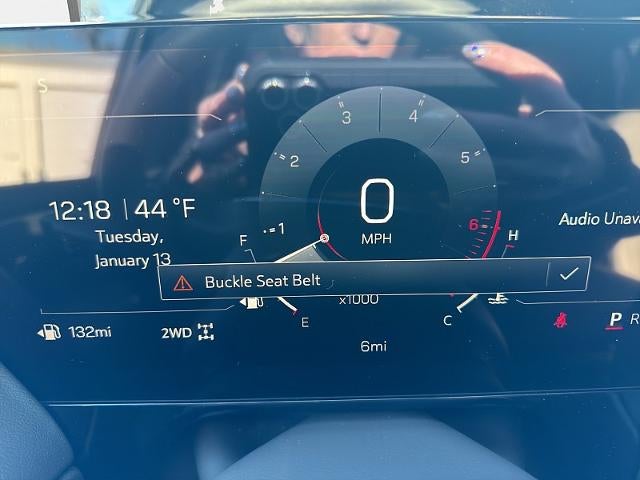 S
3
4
2
5
12:18 | 44 °F
0
Tuesday,
January 13
1
6
MPH
F
H
Audio
Buckle Seat Belt
x1000
E
C
132mi
2WD
P R
6mi